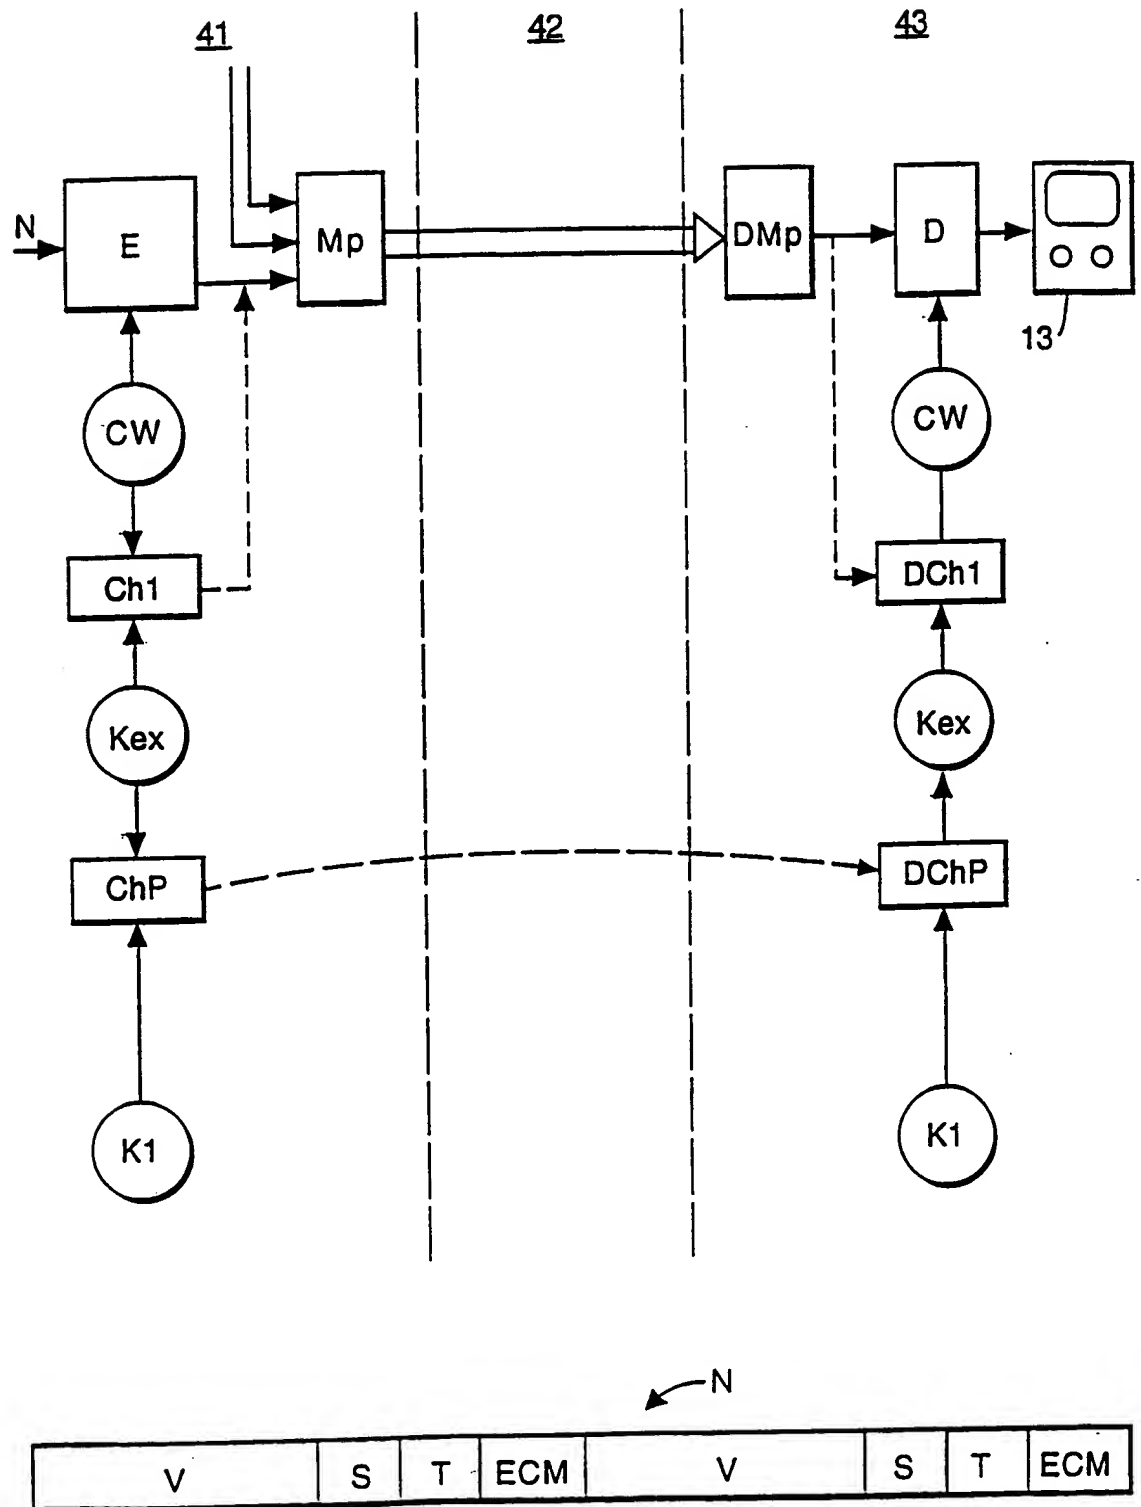 41 42 43
N E Mp DMp D
13
CW CW
Ch1 DCh1
Kex Kex
ChP DChP
K1 K1
N
V S T ECM V S T ECM